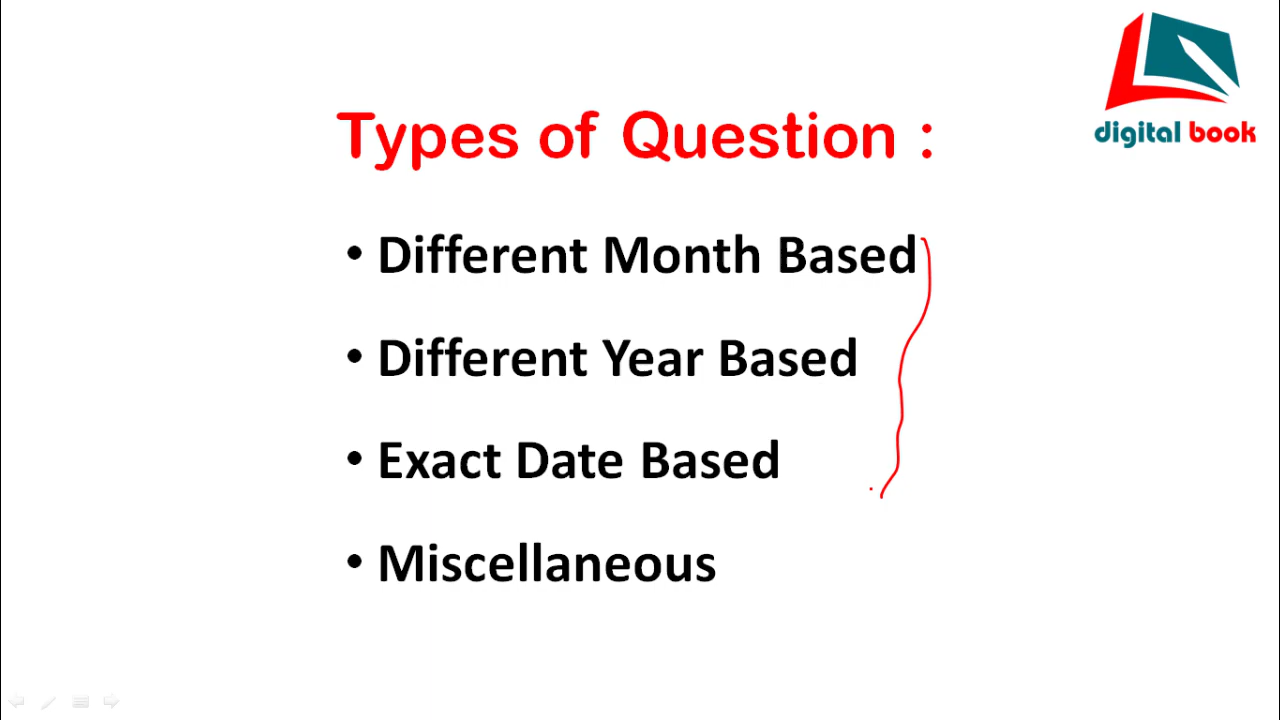 digital book
Types of Question :
• Different Month Based
• Different Year Based
• Exact Date Based
• Miscellaneous